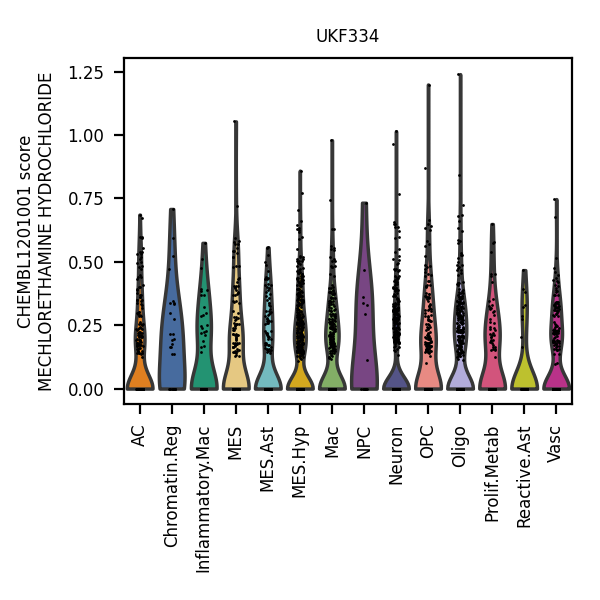 UKF334
CHEMBL1201001 score
MECHLORETHAMINE HYDROCHLORIDE
1.25
1.00
0.75
0.50
0.25
0.00
AC
Chromatin.Reg
Inflammatory.Mac
MES
MES.Ast
MES.Hyp
Mac
NPC
Neuron
OPC
Oligo
Prolif.Metab
Reactive.Ast
Vasc